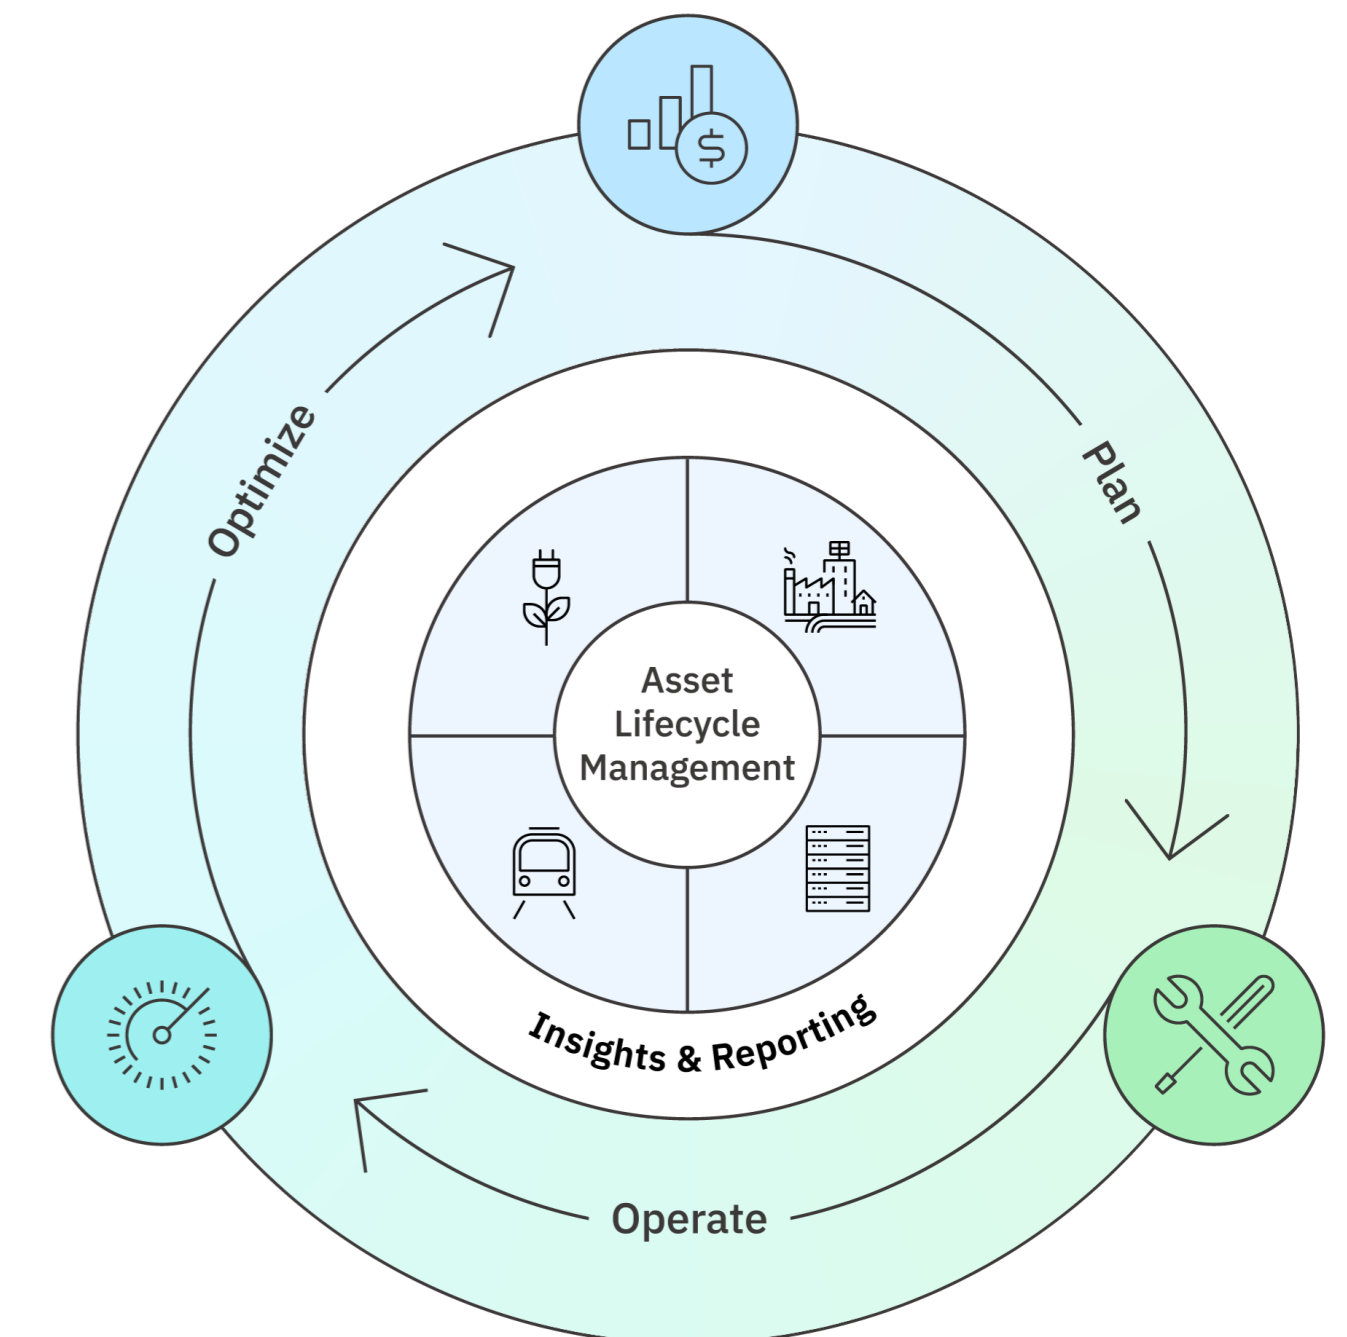 Optimize
Plan
Asset
Lifecycle
Management
Insights & Reporting
Operate
$